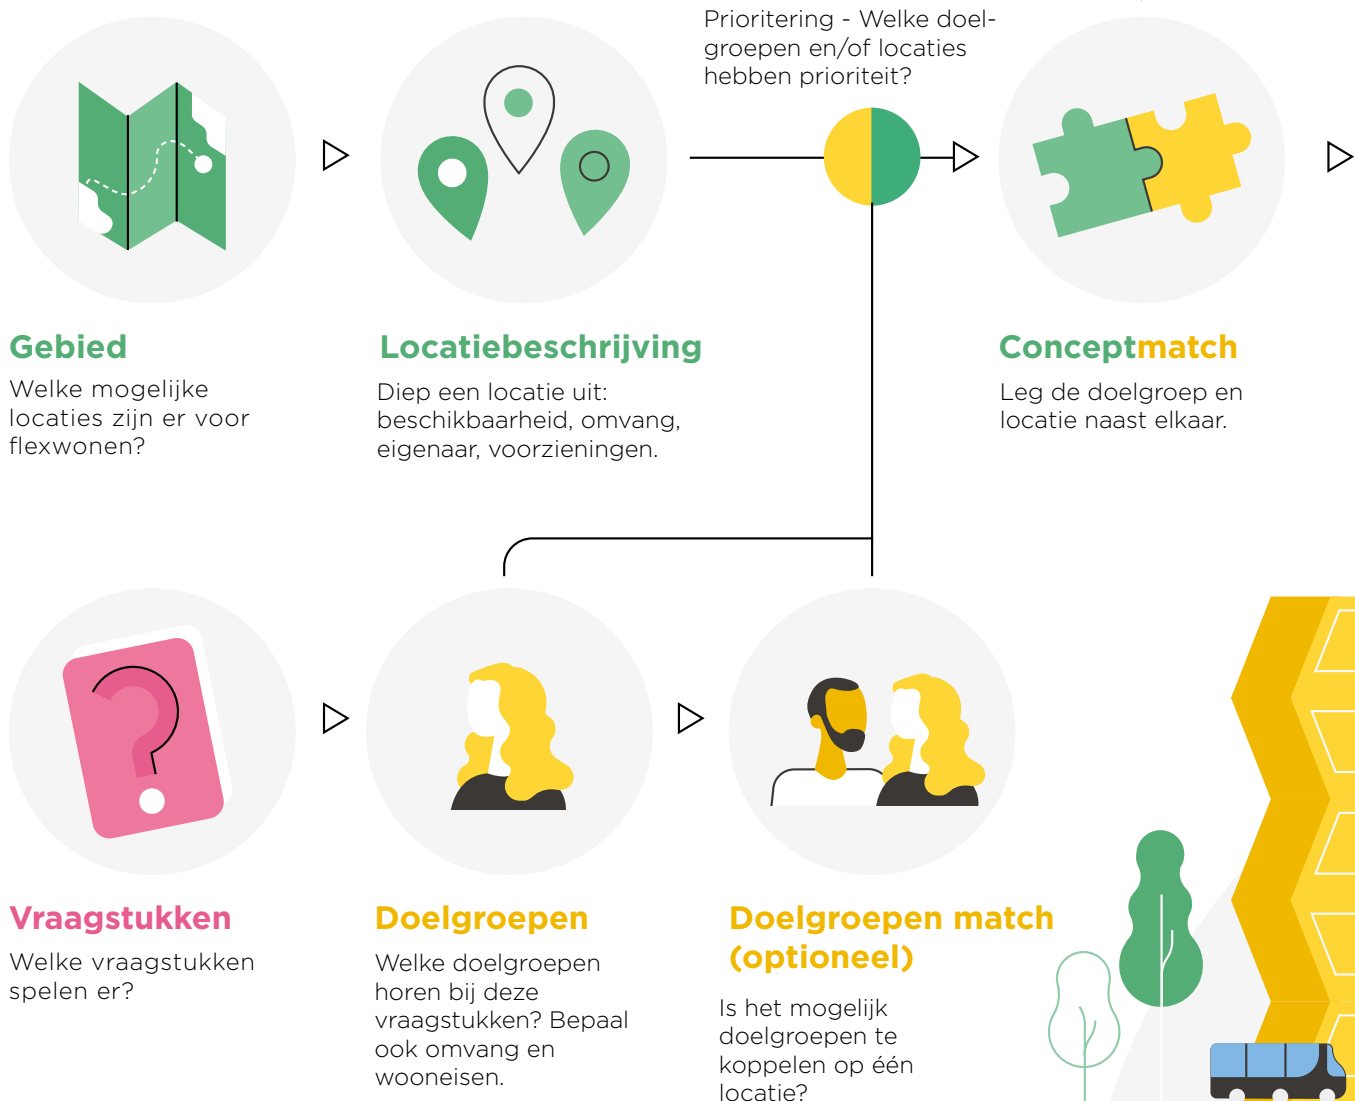 Prioritering - Welke doel-
groepen en/of locaties
hebben prioriteit?
Gebied
Welke mogelijke
locaties zijn er voor
flexwonen?
Locatiebeschrijving
Diep een locatie uit:
beschikbaarheid, omvang,
eigenaar, voorzieningen.
Conceptmatch
Leg de doelgroep en
locatie naast elkaar.
Vraagstukken
Welke vraagstukken
spelen er?
Doelgroepen
Welke doelgroepen
horen bij deze
vraagstukken? Bepaal
ook omvang en
wooneisen.
Doelgroepen match
(optioneel)
Is het mogelijk
doelgroepen te
koppelen op één
locatie?